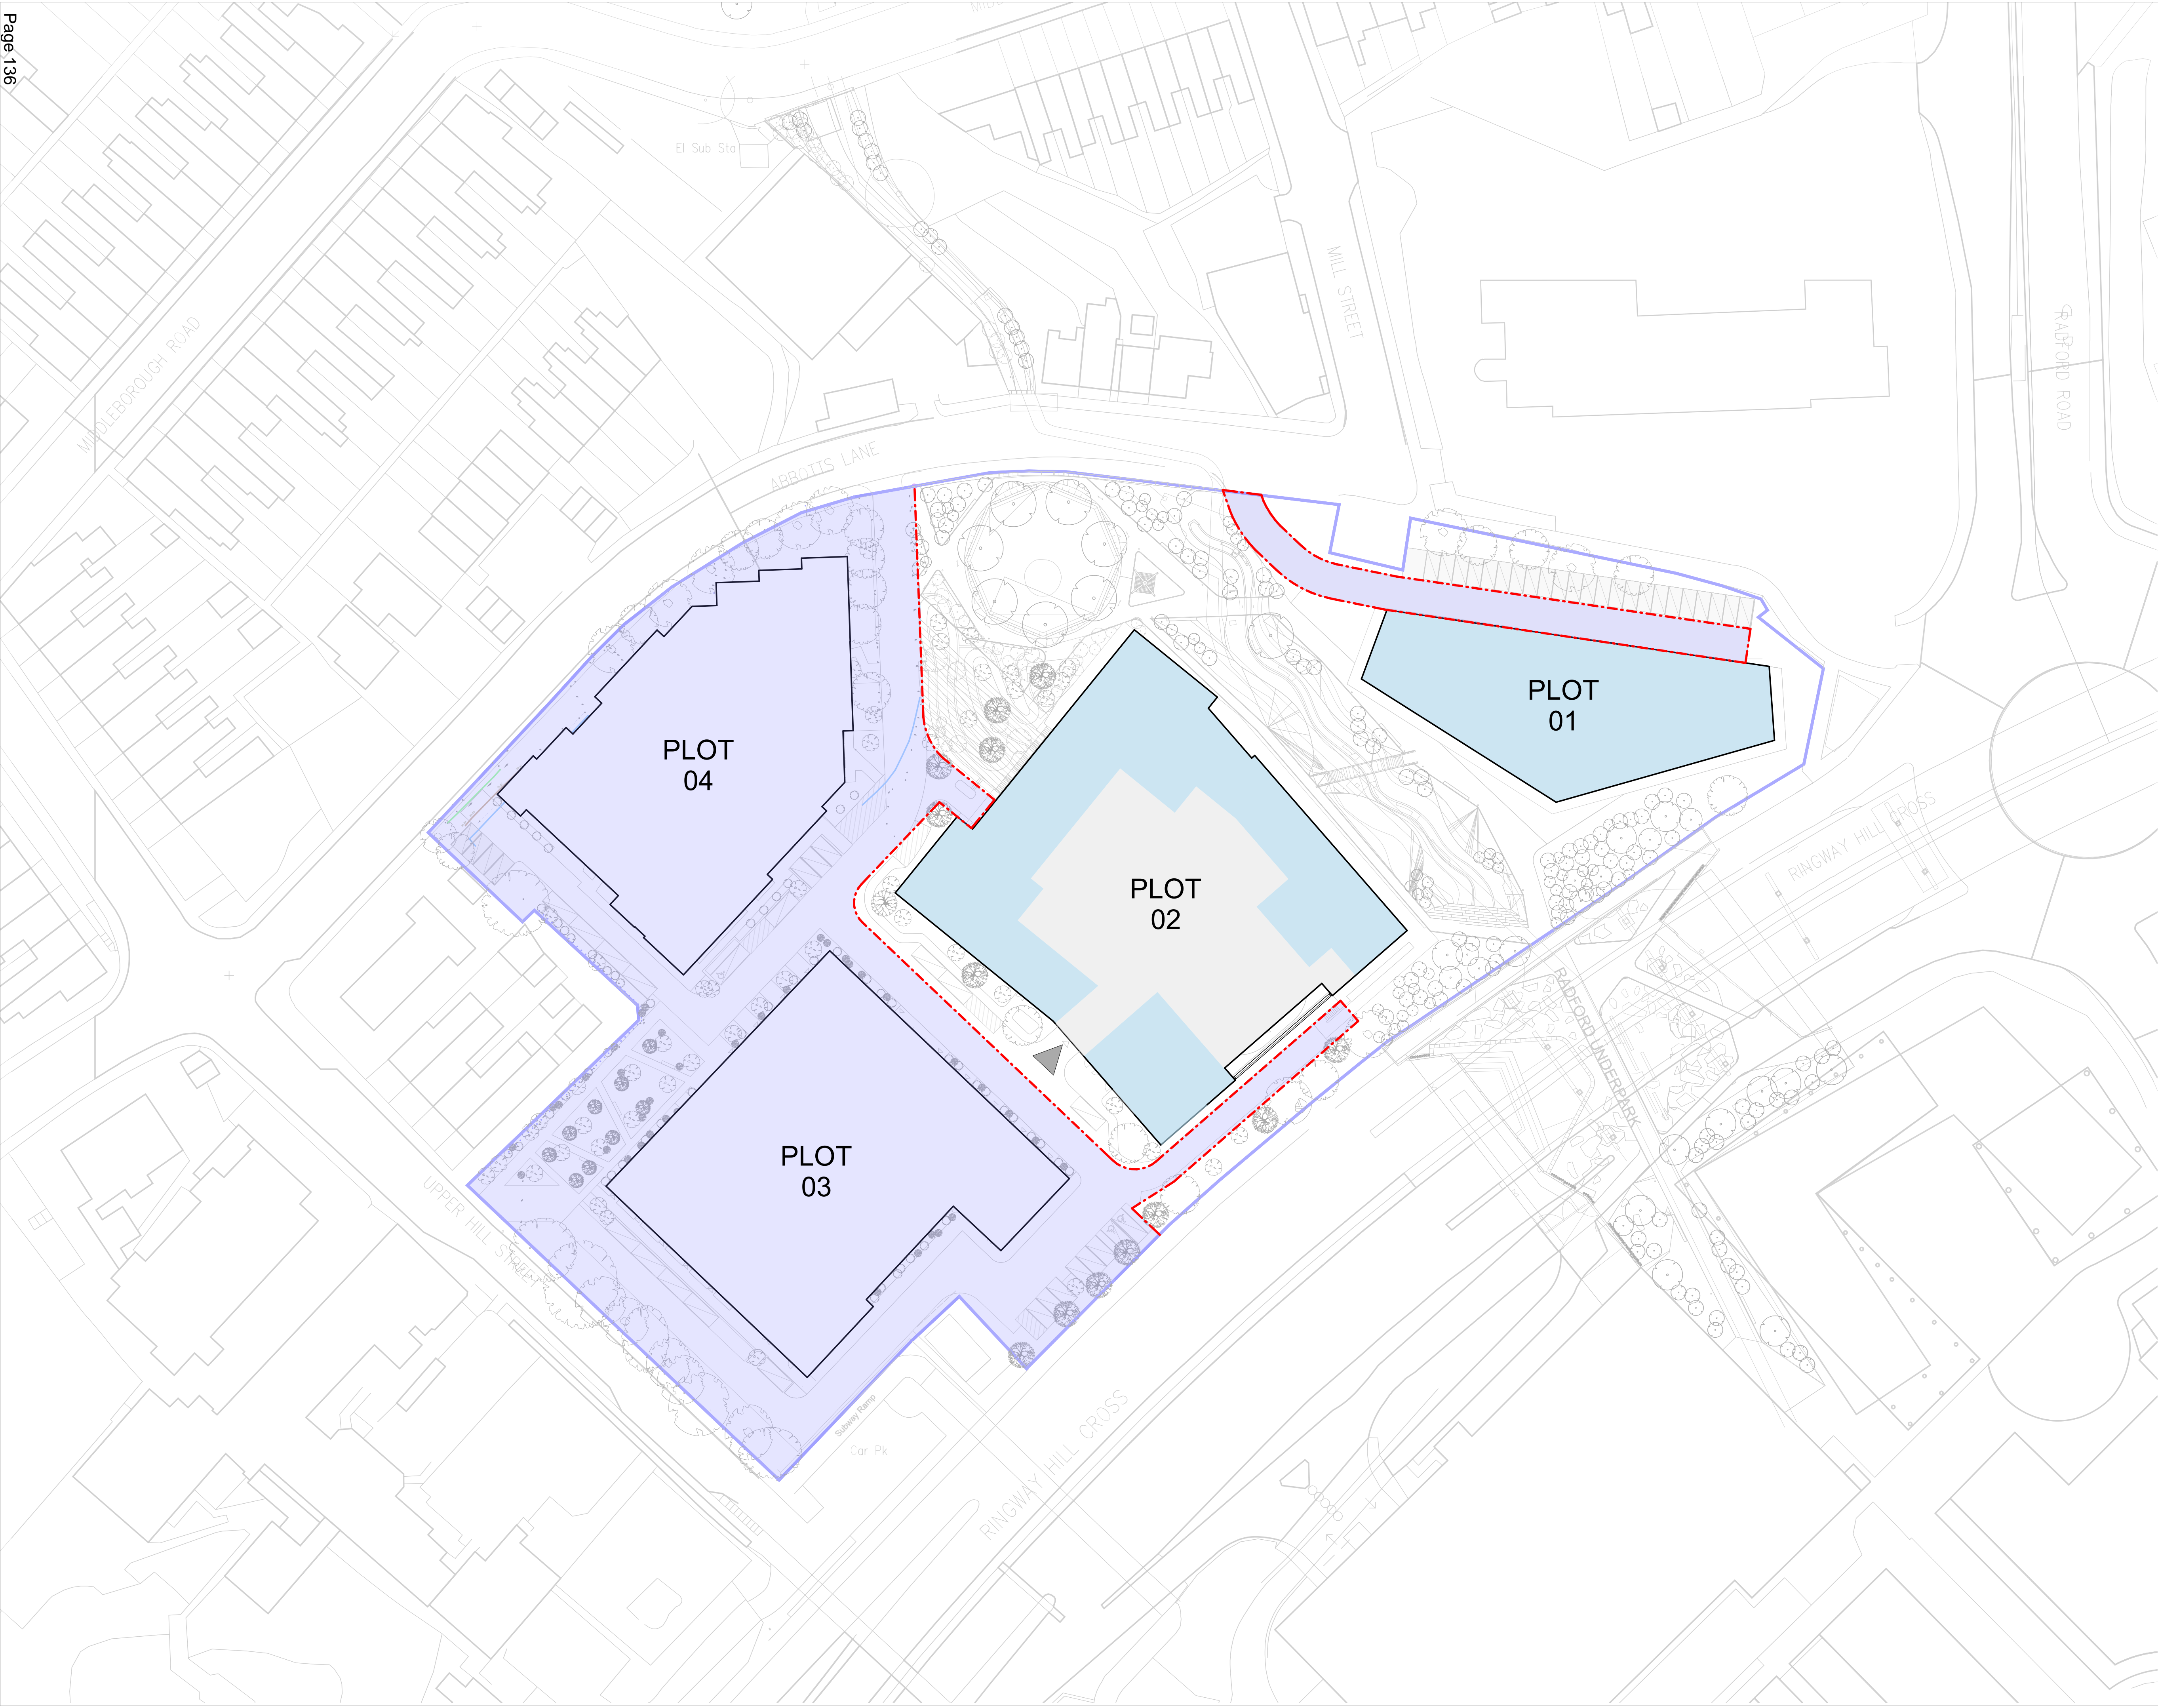 Page 136
El Sub Sta
MILL STREET
RADFORD ROAD
MIDDLEBOROUGH ROAD
ABBOTTS LANE
PLOT
01
PLOT
04
PLOT
02
RINGWAY HILL CROSS
RADFORD UNDERPARK
PLOT
03
UPPER HILL STREET
Subway Ramp
Car Pk
RINGWAY HILL CROSS